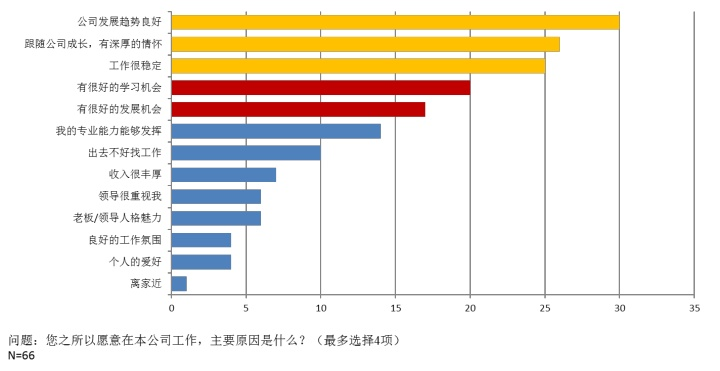 公司发展趋势良好
跟随公司成长，有深厚的情怀
工作很稳定
有很好的学习机会
有很好的发展机会
我的专业能力能够发挥
出去不好找工作
收入很丰厚
领导很重视我
老板/领导人格魅力
良好的工作氛围
个人的爱好
离家近
0 5 10 15 20 25 30 35
问题：您之所以愿意在本公司工作，主要原因是什么？（最多选择4项）
N=66